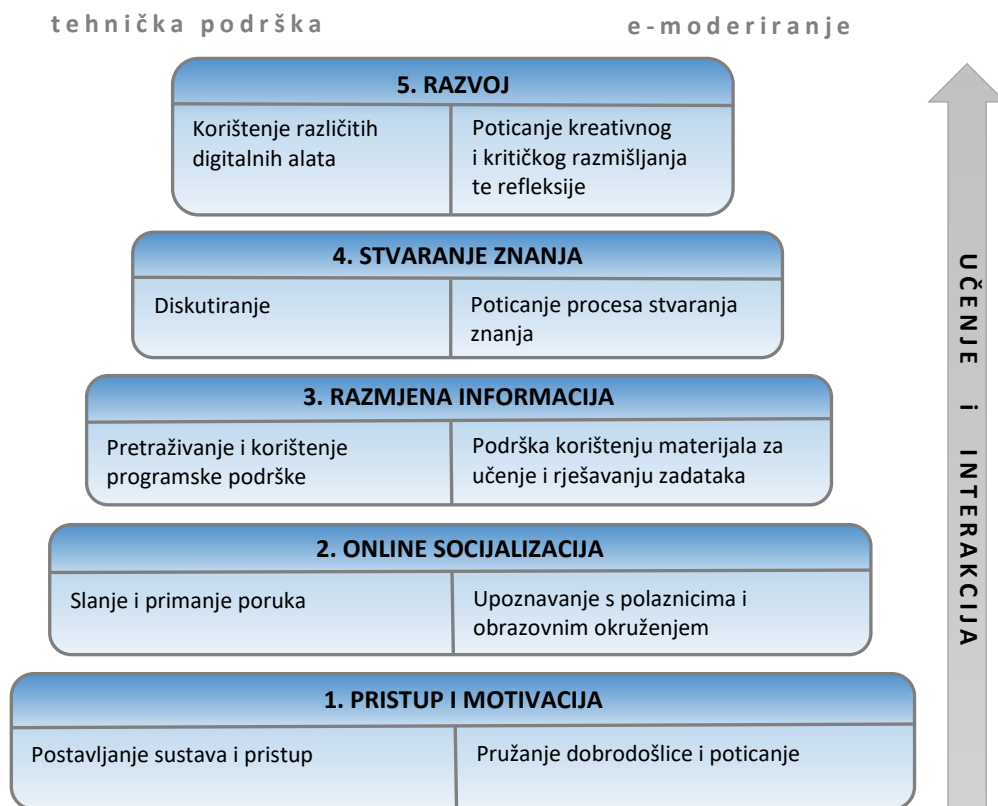 tehnička podrška
e-moderiranje
5. RAZVOJ
Korištenje različitih
digitalnih alata
Poticanje kreativnog
i kritičkog razmišljanja
te refleksije
4. STVARANJE ZNANJA
Diskutiranje
Poticanje procesa stvaranja
znanja
3. RAZMJENA INFORMACIJA
Pretraživanje i korištenje
programske podrške
Podrška korištenju materijala za
učenje i rješavanju zadataka
2. ONLINE SOCIJALIZACIJA
Slanje i primanje poruka
Upoznavanje s polaznicima i
obrazovnim okruženjem
1. PRISTUP I MOTIVACIJA
Postavljanje sustava i pristup
Pružanje dobrodošlice i poticanje
UČENJE i INTERAKCIJA